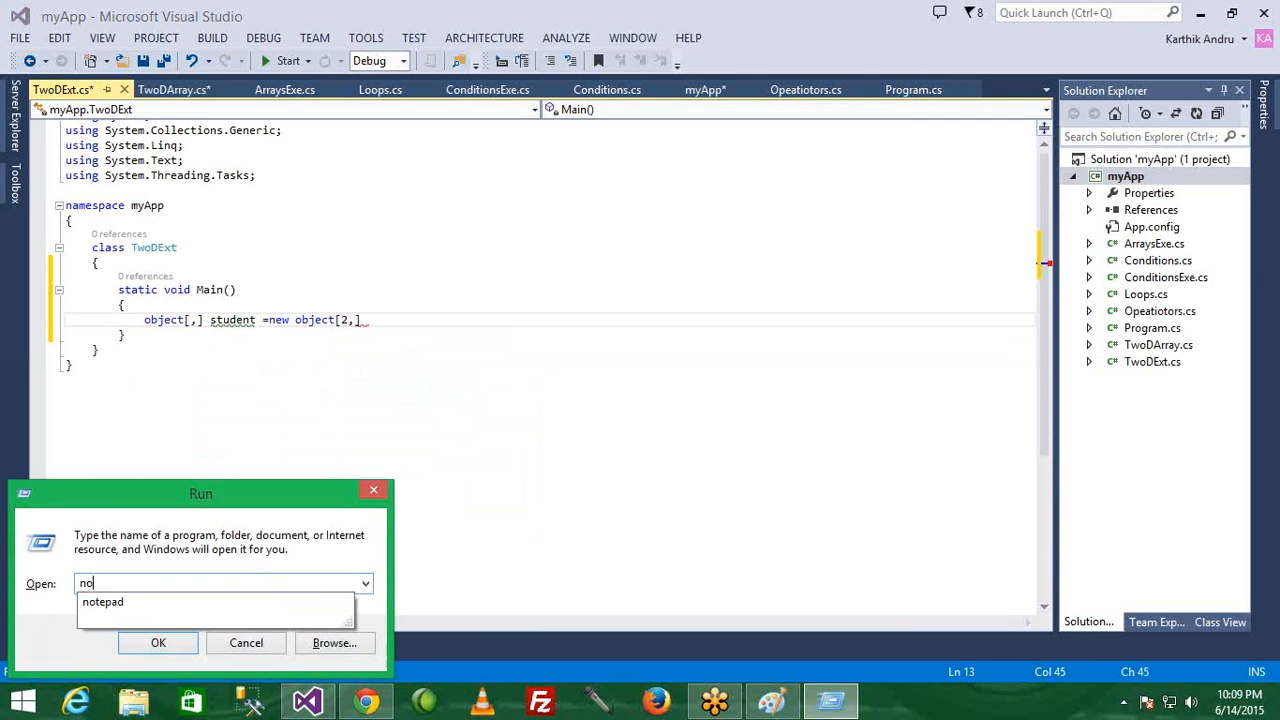 myApp - Microsoft Visual Studio
8
Quick Launch (Ctrl+Q)
FILE EDIT VIEW PROJECT BUILD DEBUG TEAM TOOLS TEST ARCHITECTURE ANALYZE WINDOW HELP
Karthik Andru KA
Start Debug
TwoDExt.cs* TwoDArray.cs* ArraysExe.cs Loops.cs ConditionsExe.cs Conditions.cs myApp* Opeatiotors.cs Program.cs
myApp.TwoDExt Main()
using System.Collections.Generic;
using System.Linq;
using System.Text;
using System.Threading.Tasks;
namespace myApp
{
0 references
class TwoDExt
{
0 references
static void Main()
{
object[,] student =new object[2,]
}
}
}
Server Explorer
Toolbox
Solution Explorer
Search Solution Explorer (Ctrl+;
Solution 'myApp' (1 project)
myApp
Properties
References
App.config
ArraysExe.cs
Conditions.cs
ConditionsExe.cs
Loops.cs
Opeatiotors.cs
Program.cs
TwoDArray.cs
TwoDExt.cs
Solution... Team Exp... Class View
Properties
Run
Type the name of a program, folder, document, or Internet
resource, and Windows will open it for you.
Open: no
notepad
OK Cancel Browse...
Ln 13 Col 45 Ch 45 INS
10:09 PM
6/14/2015